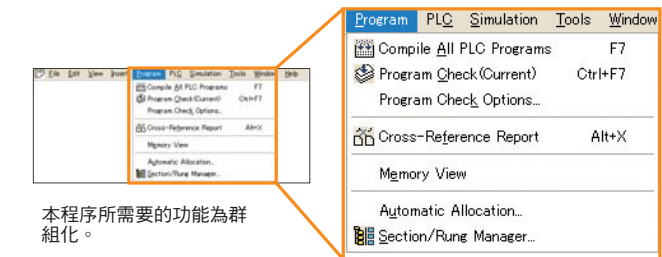 Program PLC Simulation Tools Window
Compile All PLC Programs F7
Program Check(Current) Ctrl+F7
Program Check Options...
Cross-Reference Report Alt+X
Memory View
Automatic Allocation...
Section/Rung Manager...
File Edit View Insert Program PLC Simulation Tools Window Help
Compile All PLC Programs F7
Program Check(Current) Ctrl+F7
Program Check Options...
Cross-Reference Report Alt+X
Memory View
Automatic Allocation...
Section/Rung Manager...
本程序所需要的功能為群
組化。